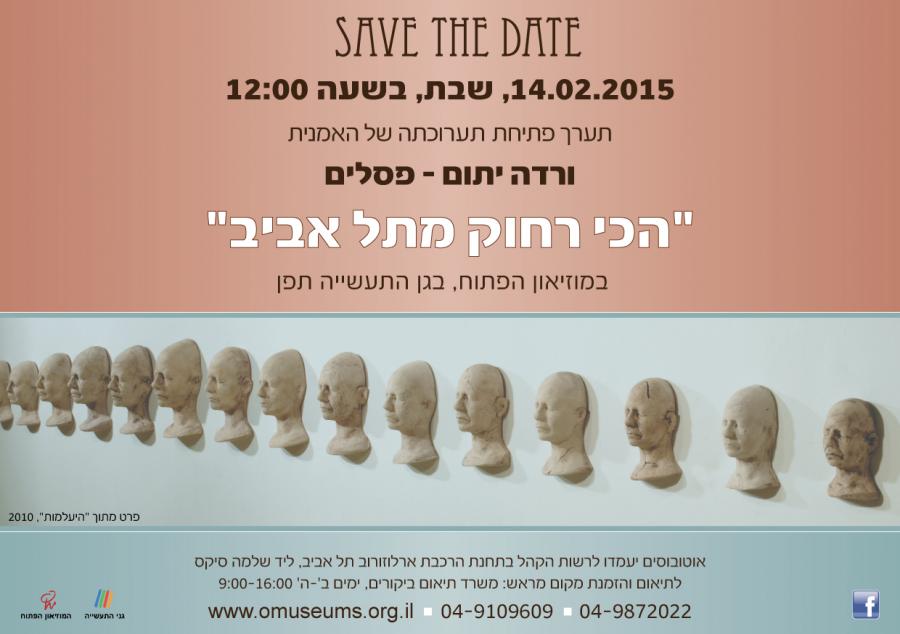 SAVE THE DATE
14.02.2015, שבת, בשעה 12:00
תערך פתיחת תערוכתה של האמנית
ורדה יתום - פסלים
"הכי רחוק מתל אביב"
במוזיאון הפתוח, בגן התעשייה תפן
פרט מתוך "היעלמות", 2010
אוטובוסים יעמדו לרשות הקהל בתחנת הרכבת ארלוזורוב תל אביב, ליד שלמה סיקס
לתיאום והזמנת מקום מראש: משרד תיאום ביקורים, ימים ב'-ה' 9:00-16:00
www.omuseums.org.il ▪ 04-9109609 ▪ 04-9872022
גני התעשייה
המוזיאון הפתוח
f